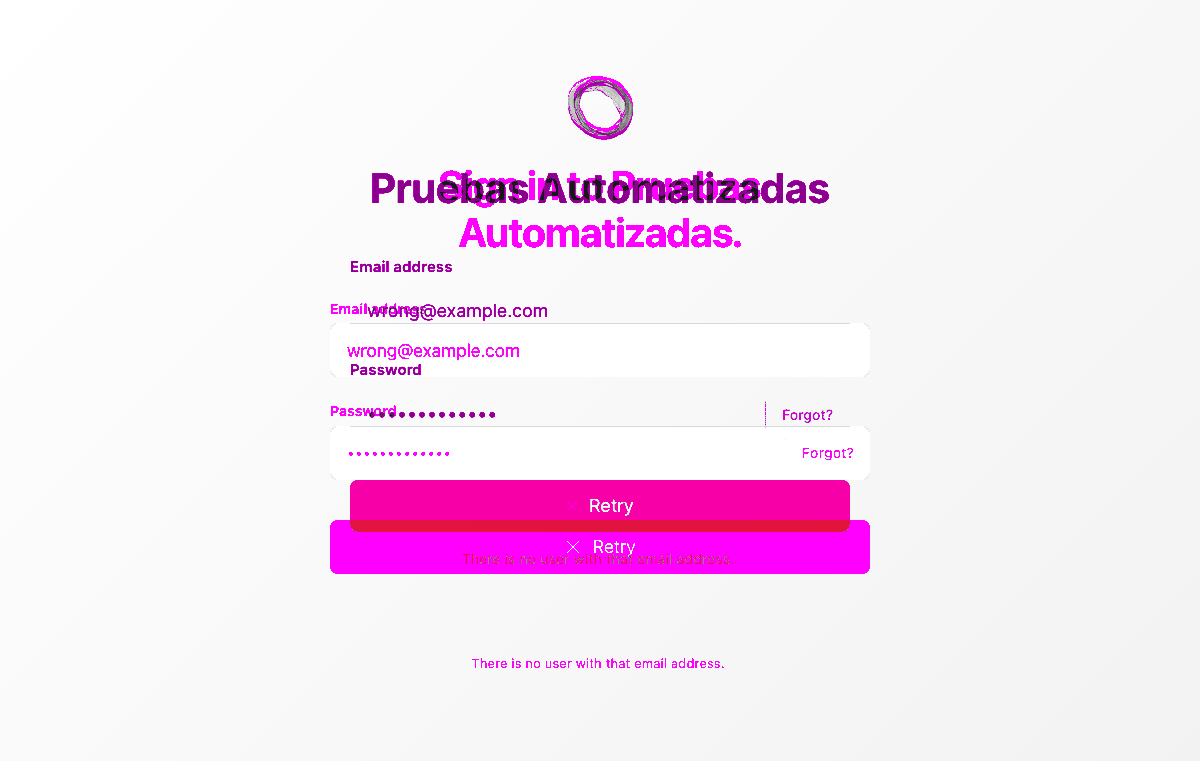 Pruebas Automatizadas
Sign in to Pruebas
Automatizadas.
Email address
Email address
wrong@example.com
wrong@example.com
Password
Password
Forgot?
Forgot?
Retry
Retry
There is no user with that email address.
There is no user with that email address.